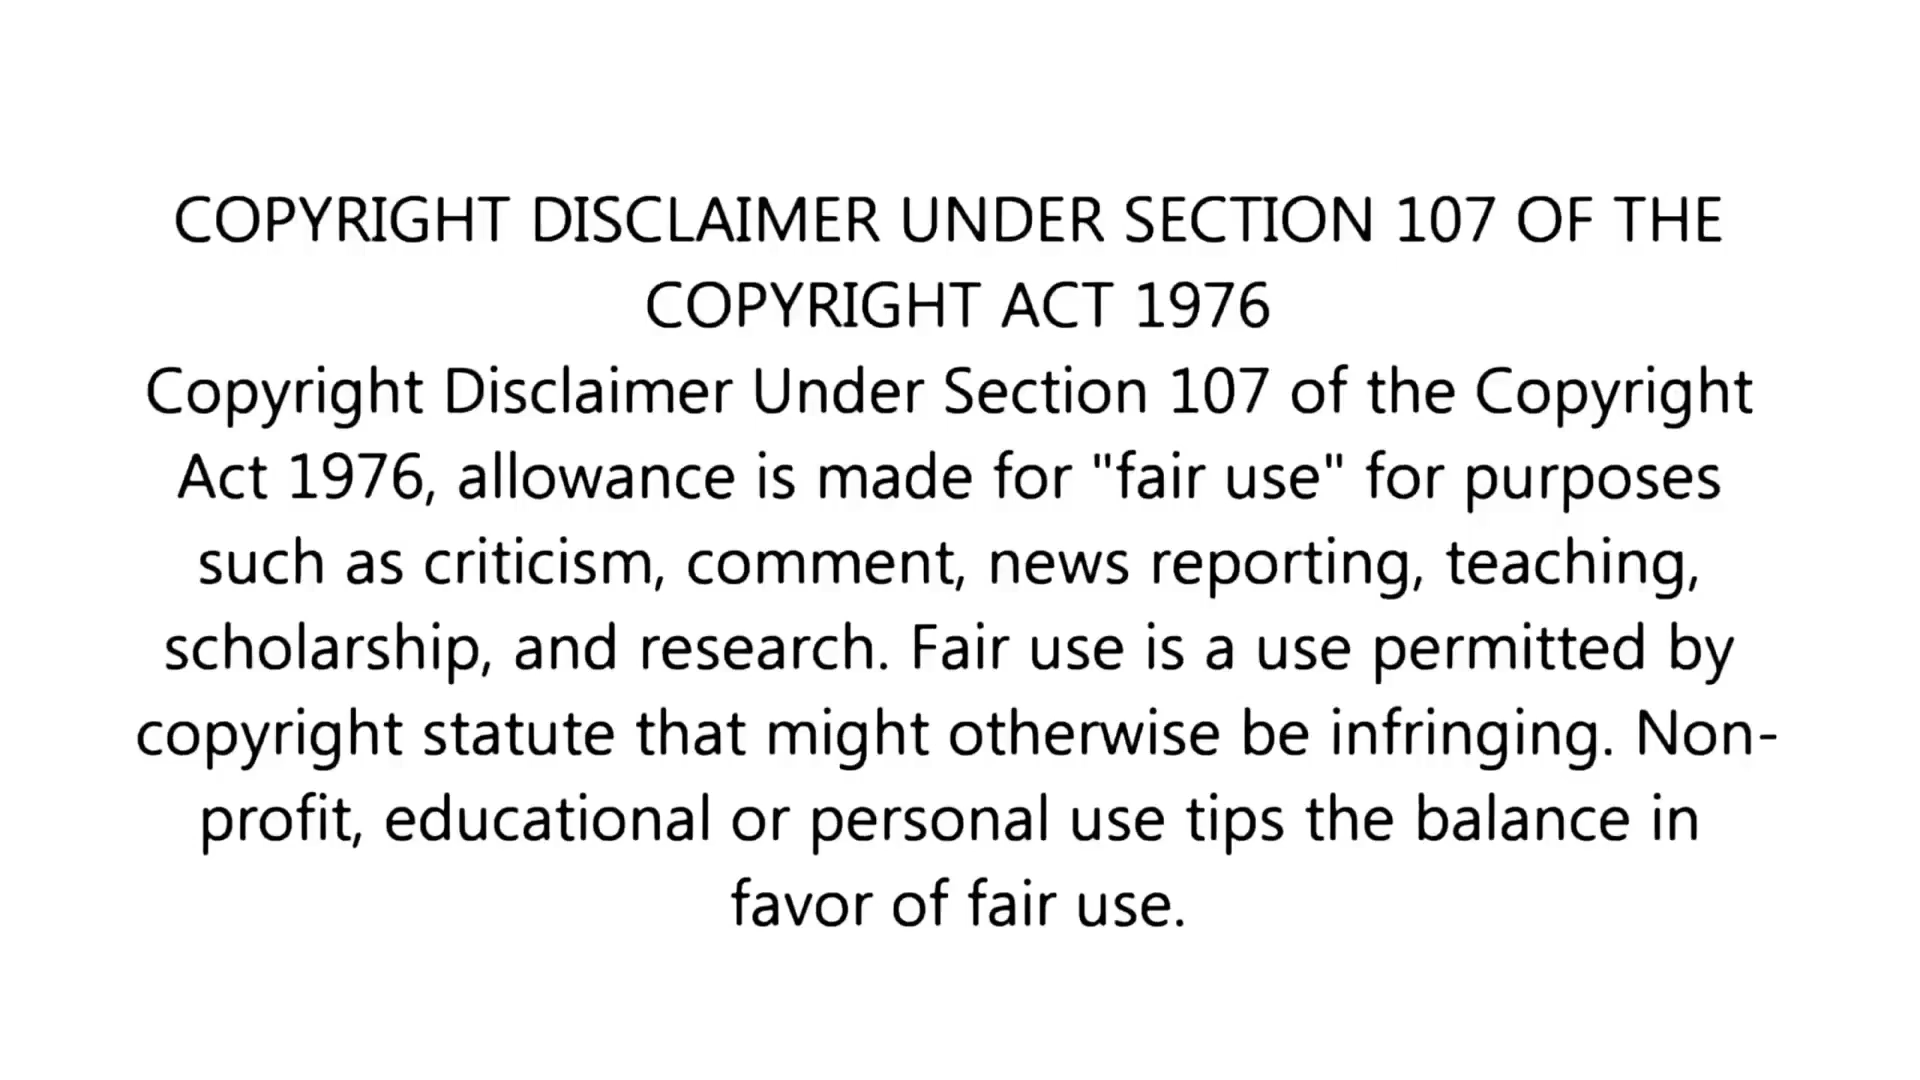 COPYRIGHT DISCLAIMER UNDER SECTION 107 OF THE
COPYRIGHT ACT 1976
Copyright Disclaimer Under Section 107 of the Copyright
Act 1976, allowance is made for "fair use" for purposes
such as criticism, comment, news reporting, teaching,
scholarship, and research. Fair use is a use permitted by
copyright statute that might otherwise be infringing. Non-
profit, educational or personal use tips the balance in
favor of fair use.